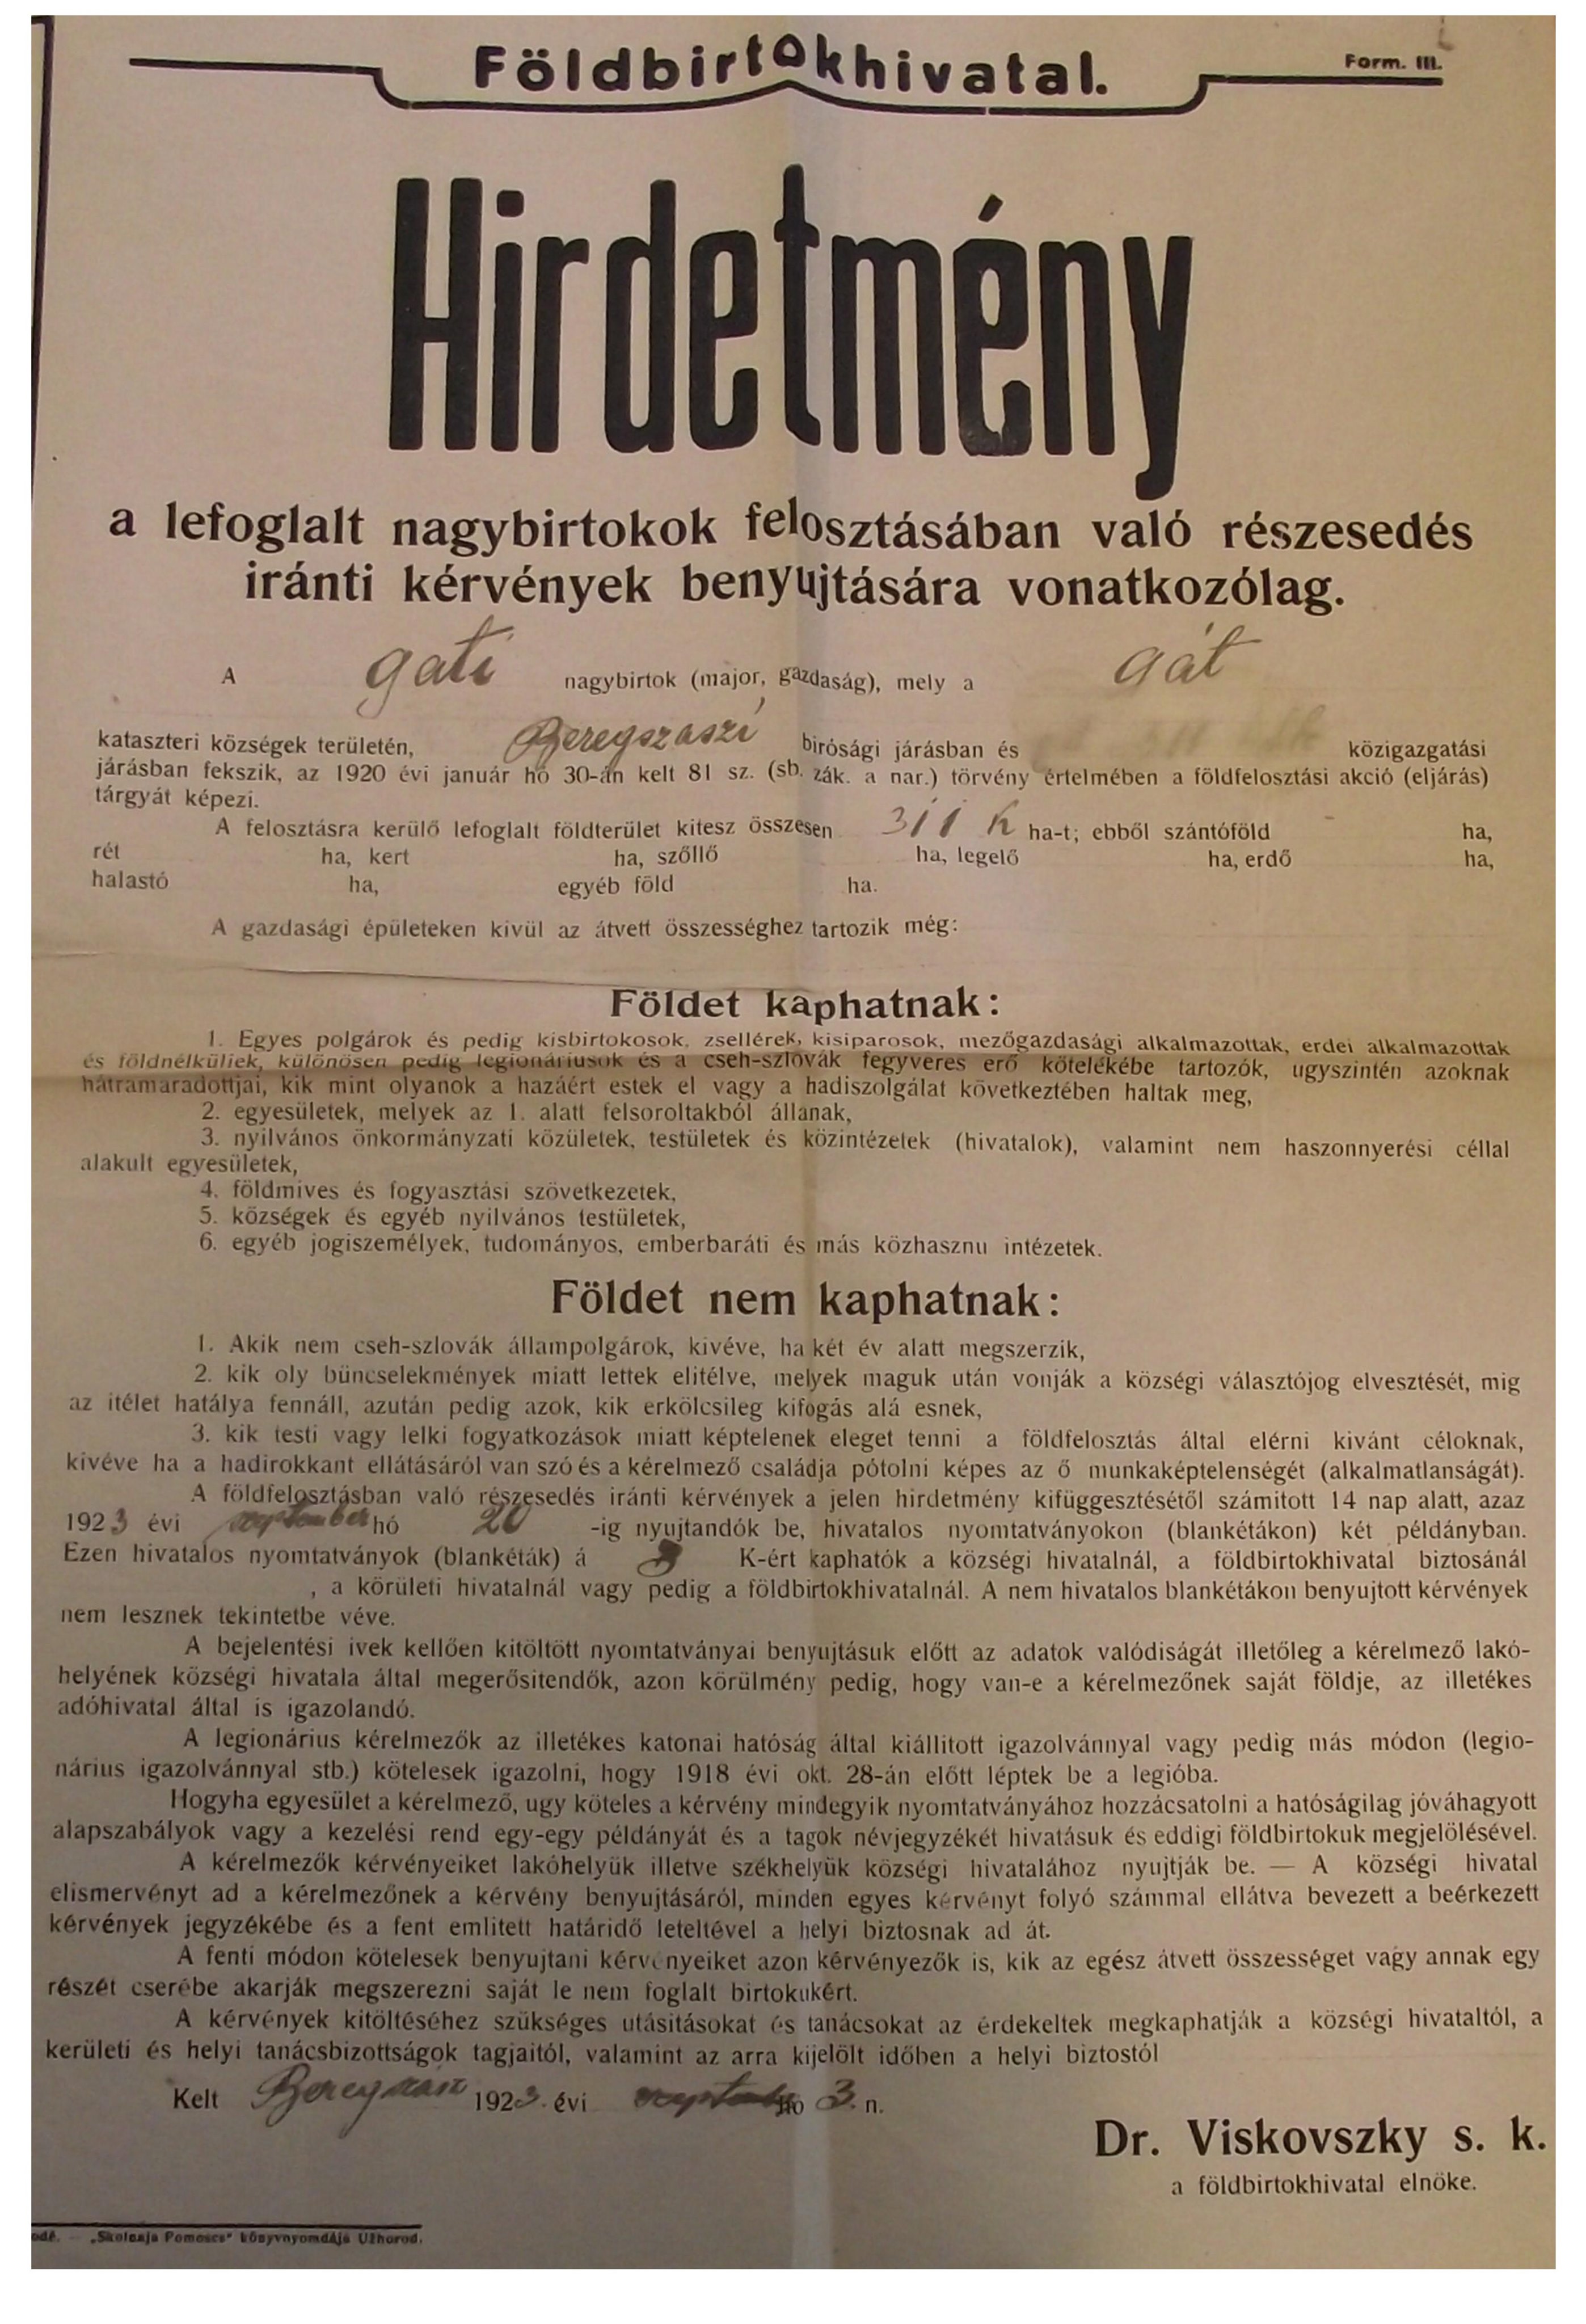 Földbirtokhivatal.
Form. III.
Hirdetmény
a lefoglalt nagybirtokok felosztásában való részesedés
iránti kérvények benyujtására vonatkozólag.
A gáti nagybirtok (major, gazdaság), mely a Gát
kataszteri községek területén, Beregszászi birósági járásban és közigazgatási
járásban fekszik, az 1920 évi január hó 30-án kelt 81 sz. (sb. zák. a nar.) törvény értelmében a földfelosztási akció (eljárás)
tárgyát képezi.
A felosztásra kerülő lefoglalt földterület kitesz összesen 311 h ha-t; ebből szántóföld ha,
rét ha, kert ha, szőllő ha, legelő ha, erdő ha,
halastó ha, egyéb föld ha.
A gazdasági épületeken kivül az átvett összességhez tartozik még:
Földet kaphatnak:
1. Egyes polgárok és pedig kisbirtokosok, zsellérek, kisiparosok, mezőgazdasági alkalmazottak, erdei alkalmazottak
és földnélküliek, különösen pedig legionáriusok és a cseh-szlovák fegyveres erő kötelékébe tartozók, ugyszintén azoknak
hátramaradottjai, kik mint olyanok a hazáért estek el vagy a hadiszolgálat következtében haltak meg,
2. egyesületek, melyek az 1. alatt felsoroltakból állanak,
3. nyilvános önkormányzati közületek, testületek és közintézetek (hivatalok), valamint nem haszonnyerési céllal
alakult egyesületek,
4. földmives és fogyasztási szövetkezetek,
5. községek és egyéb nyilvános testületek,
6. egyéb jogiszemélyek, tudományos, emberbaráti és más közhasznu intézetek.
Földet nem kaphatnak:
1. Akik nem cseh-szlovák állampolgárok, kivéve, ha két év alatt megszerzik,
2. kik oly büncselekmények miatt lettek elitélve, melyek maguk után vonják a községi választójog elvesztését, mig
az itélet hatálya fennáll, azután pedig azok, kik erkölcsileg kifogás alá esnek,
3. kik testi vagy lelki fogyatkozások miatt képtelenek eleget tenni a földfelosztás által elérni kivánt céloknak,
kivéve ha a hadirokkant ellátásáról van szó és a kérelmező családja pótolni képes az ő munkaképtelenségét (alkalmatlanságát).
A földfelosztásban való részesedés iránti kérvények a jelen hirdetmény kifüggesztésétől számitott 14 nap alatt, azaz
1923 évi september hó 20 -ig nyujtandók be, hivatalos nyomtatványokon (blankétákon) két példányban.
Ezen hivatalos nyomtatványok (blankéták) á 3 K-ért kaphatók a községi hivatalnál, a földbirtokhivatal biztosánál
, a körületi hivatalnál vagy pedig a földbirtokhivatalnál. A nem hivatalos blankétákon benyujtott kérvények
nem lesznek tekintetbe véve.
A bejelentési ivek kellően kitöltött nyomtatványai benyujtásuk előtt az adatok valódiságát illetőleg a kérelmező lakó-
helyének községi hivatala által megerősitendők, azon körülmény pedig, hogy van-e a kérelmezőnek saját földje, az illetékes
adóhivatal által is igazolandó.
A legionárius kérelmezők az illetékes katonai hatóság által kiállitott igazolvánnyal vagy pedig más módon (legio-
nárius igazolvánnyal stb.) kötelesek igazolni, hogy 1918 évi okt. 28-án előtt léptek be a legióba.
Hogyha egyesület a kérelmező, ugy köteles a kérvény mindegyik nyomtatványához hozzácsatolni a hatóságilag jóváhagyott
alapszabályok vagy a kezelési rend egy-egy példányát és a tagok névjegyzékét hivatásuk és eddigi földbirtokuk megjelölésével.
A kérelmezők kérvényeiket lakóhelyük illetve székhelyük községi hivatalához nyujtják be. — A községi hivatal
elismervényt ad a kérelmezőnek a kérvény benyujtásáról, minden egyes kérvényt folyó számmal ellátva bevezett a beérkezett
kérvények jegyzékébe és a fent emlitett határidő leteltével a helyi biztosnak ad át.
A fenti módon kötelesek benyujtani kérvényeiket azon kérvényezők is, kik az egész átvett összességet vagy annak egy
részét cserébe akarják megszerezni saját le nem foglalt birtokukért.
A kérvények kitöltéséhez szükséges utásitásokat és tanácsokat az érdekeltek megkaphatják a községi hivataltól, a
kerületi és helyi tanácsbizottságok tagjaitól, valamint az arra kijelölt időben a helyi biztostól
Kelt Beregszász 1923. évi september hó 3. n.
Dr. Viskovszky s. k.
a földbirtokhivatal elnöke.
„Skolnaja Pomoscs" könyvnyomdája Užhorod.